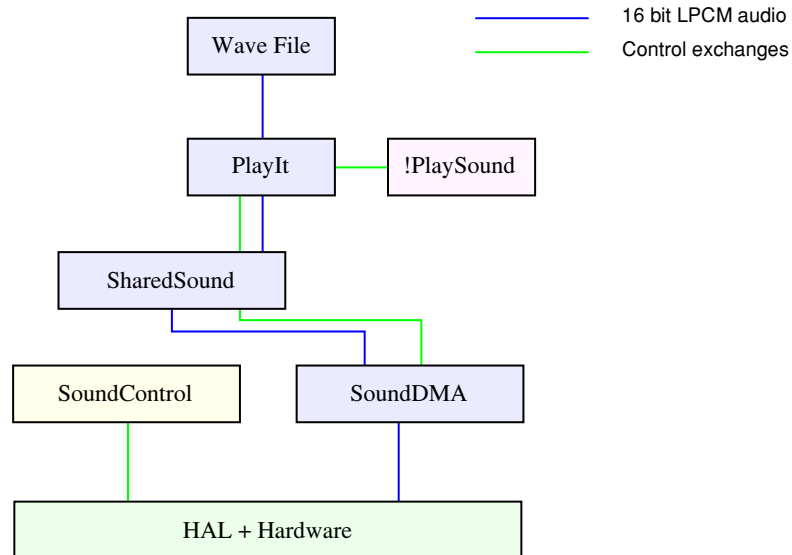 16 bit LPCM audio
Wave File
Control exchanges
PlayIt
!PlaySound
SharedSound
SoundControl
SoundDMA
HAL + Hardware